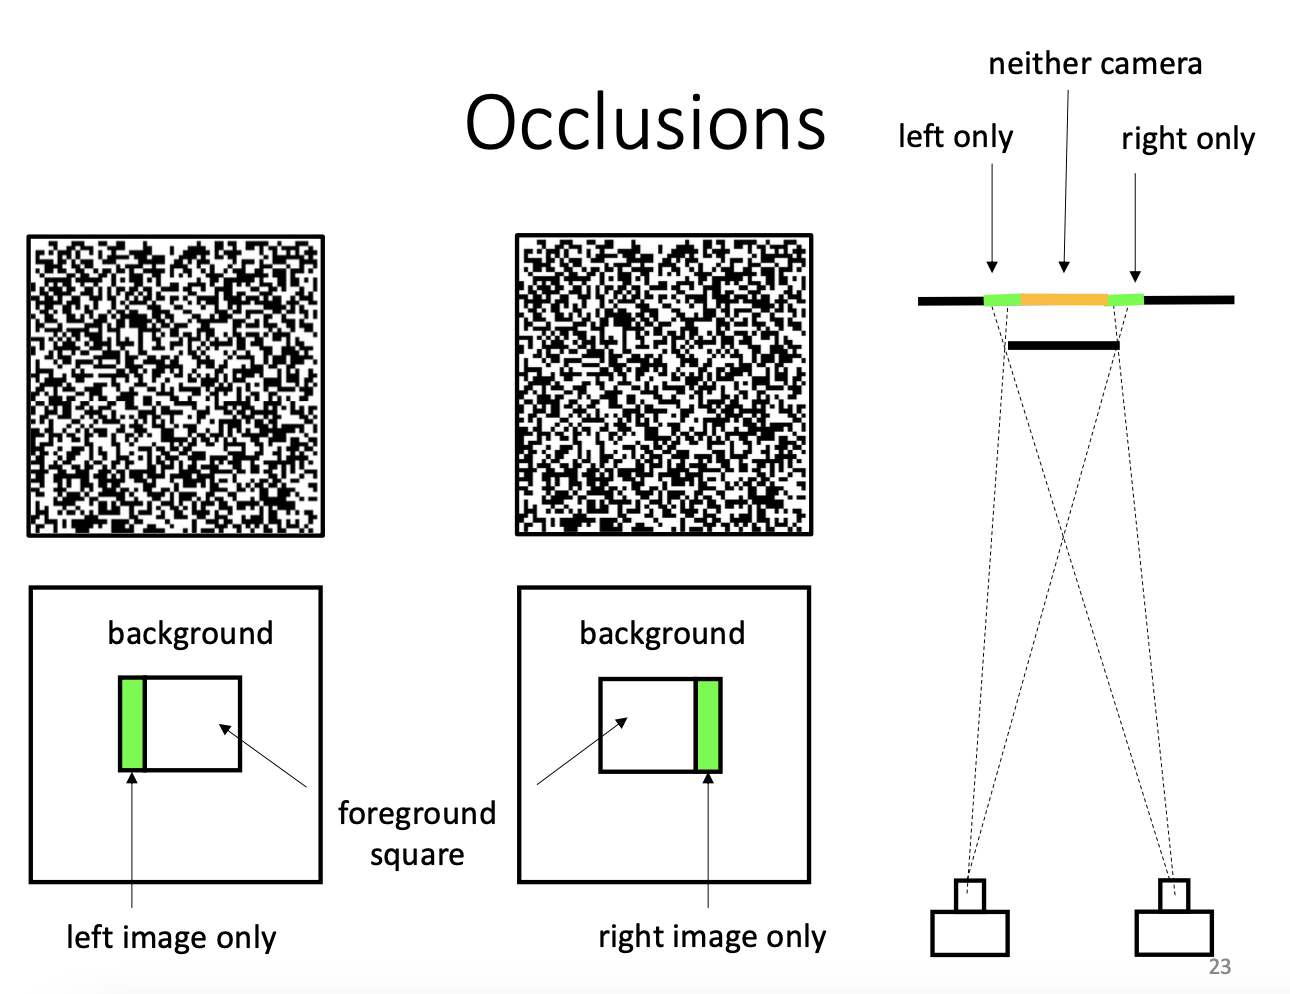 neither camera
Occlusions
left only
right only
background
background
foreground
square
left image only
right image only
23